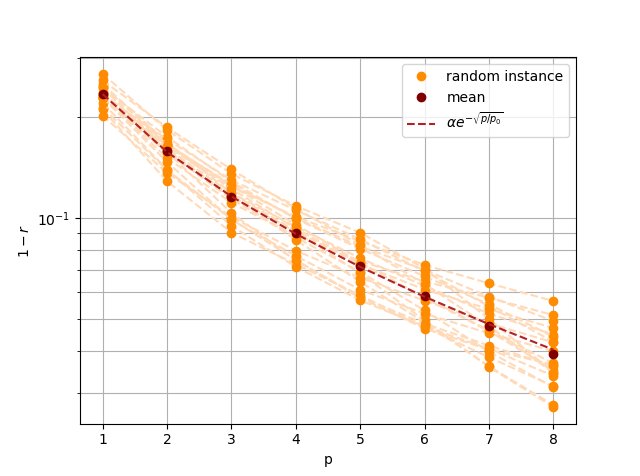 random instance
mean
αe^{-√(p/p₀)}
1 − r
10⁻¹
1 2 3 4 5 6 7 8
p